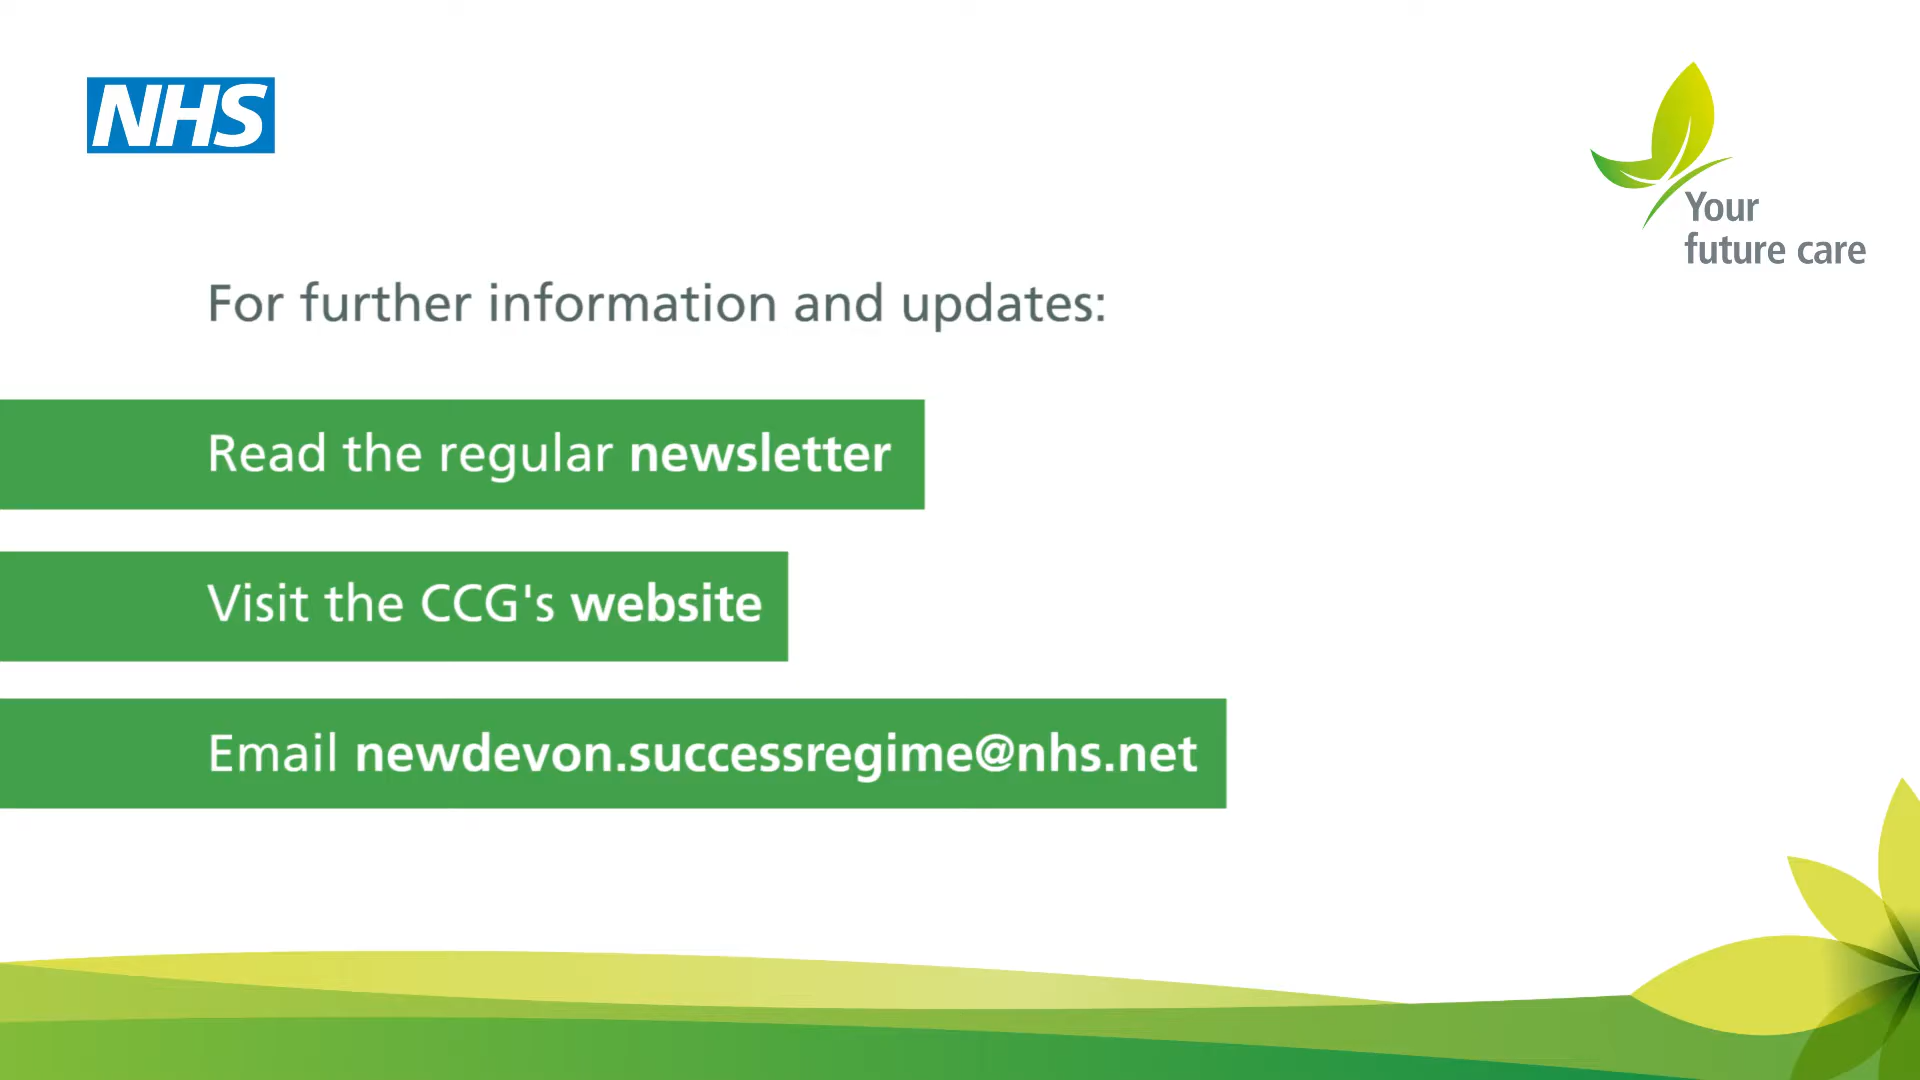 NHS
Your
future care
For further information and updates:
Read the regular newsletter
Visit the CCG's website
Email newdevon.successregime@nhs.net